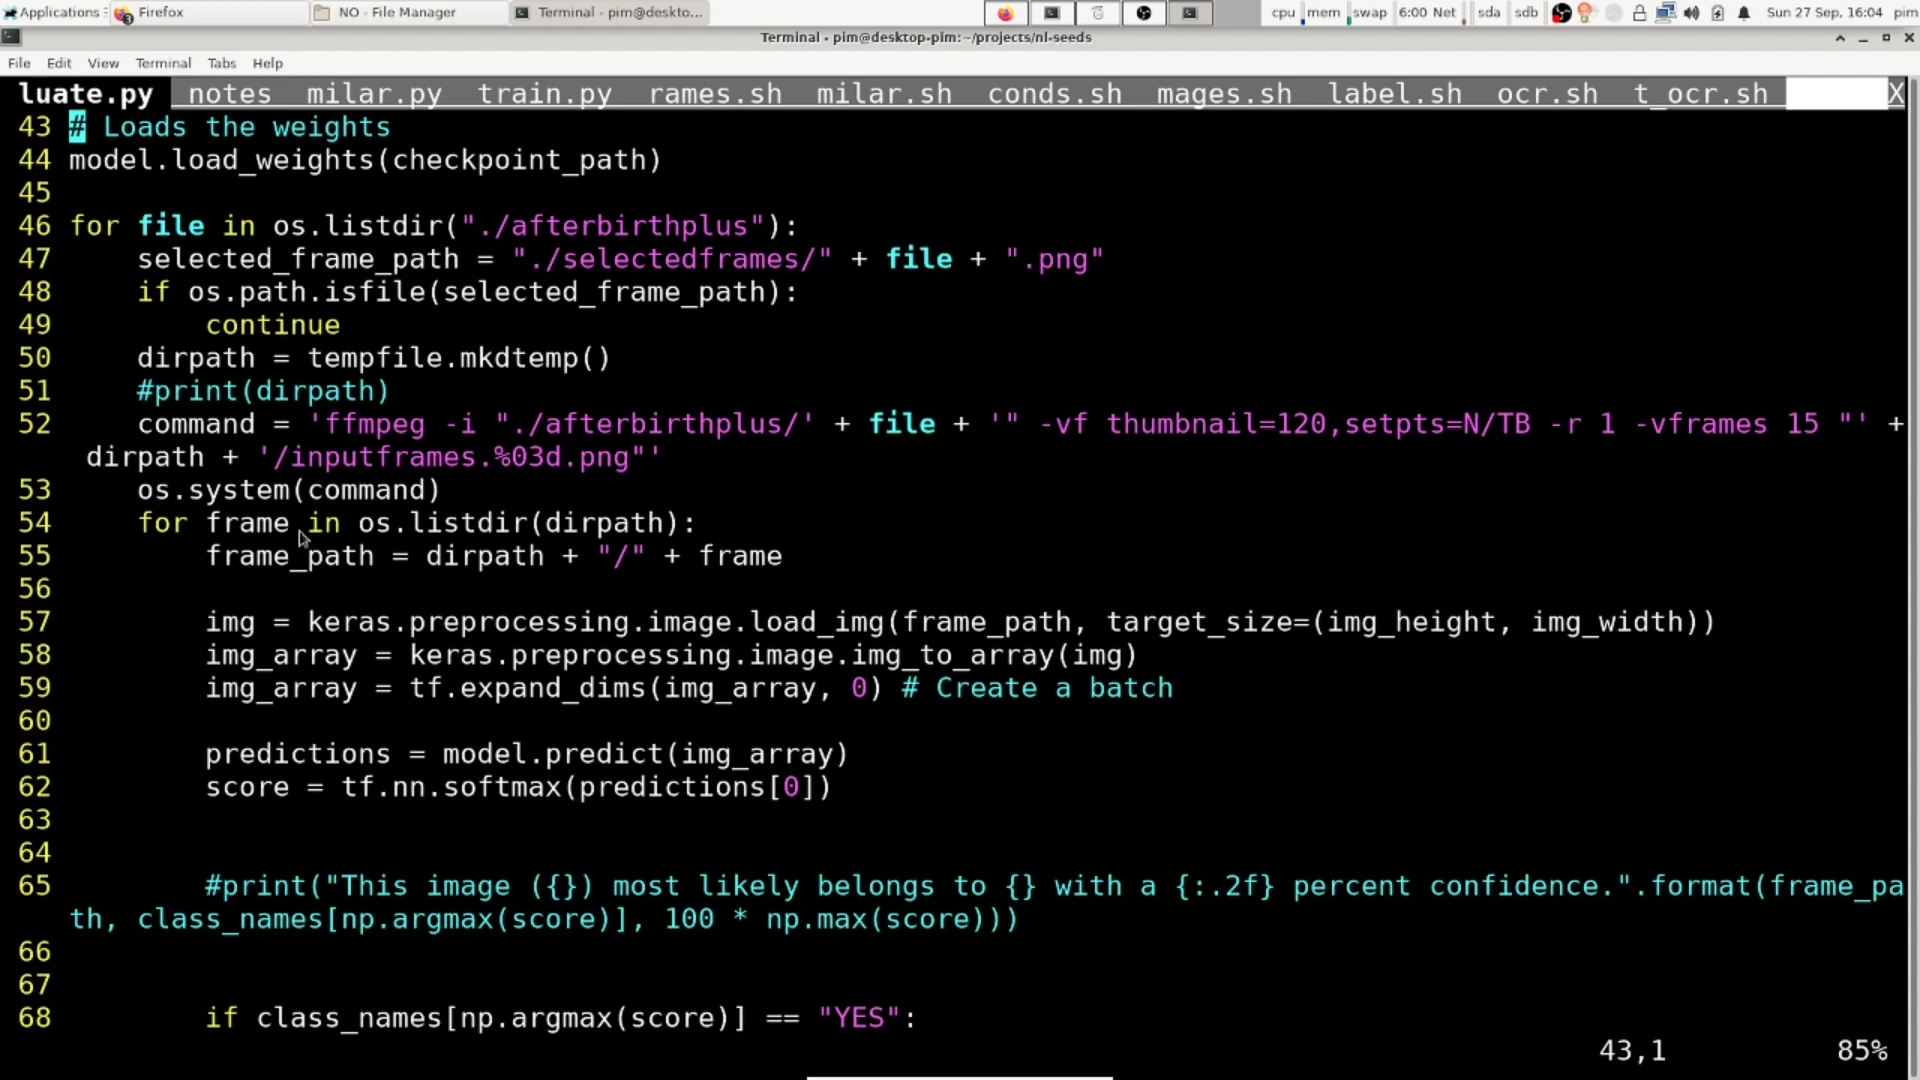 Applications Firefox NO - File Manager Terminal - pim@deskto... cpu mem swap 6:00 Net sda sdb Sun 27 Sep, 16:04 pim
Terminal - pim@desktop-pim:~/projects/nl-seeds
File Edit View Terminal Tabs Help
luate.py notes milar.py train.py rames.sh milar.sh conds.sh mages.sh label.sh ocr.sh t_ocr.sh X
43 # Loads the weights
44 model.load_weights(checkpoint_path)
45
46 for file in os.listdir("./afterbirthplus"):
47 selected_frame_path = "./selectedframes/" + file + ".png"
48 if os.path.isfile(selected_frame_path):
49 continue
50 dirpath = tempfile.mkdtemp()
51 #print(dirpath)
52 command = 'ffmpeg -i "./afterbirthplus/' + file + '" -vf thumbnail=120,setpts=N/TB -r 1 -vframes 15 "' +
dirpath + '/inputframes.%03d.png"'
53 os.system(command)
54 for frame in os.listdir(dirpath):
55 frame_path = dirpath + "/" + frame
56
57 img = keras.preprocessing.image.load_img(frame_path, target_size=(img_height, img_width))
58 img_array = keras.preprocessing.image.img_to_array(img)
59 img_array = tf.expand_dims(img_array, 0) # Create a batch
60
61 predictions = model.predict(img_array)
62 score = tf.nn.softmax(predictions[0])
63
64
65 #print("This image ({}) most likely belongs to {} with a {:.2f} percent confidence.".format(frame_pa
th, class_names[np.argmax(score)], 100 * np.max(score)))
66
67
68 if class_names[np.argmax(score)] == "YES":
43,1 85%